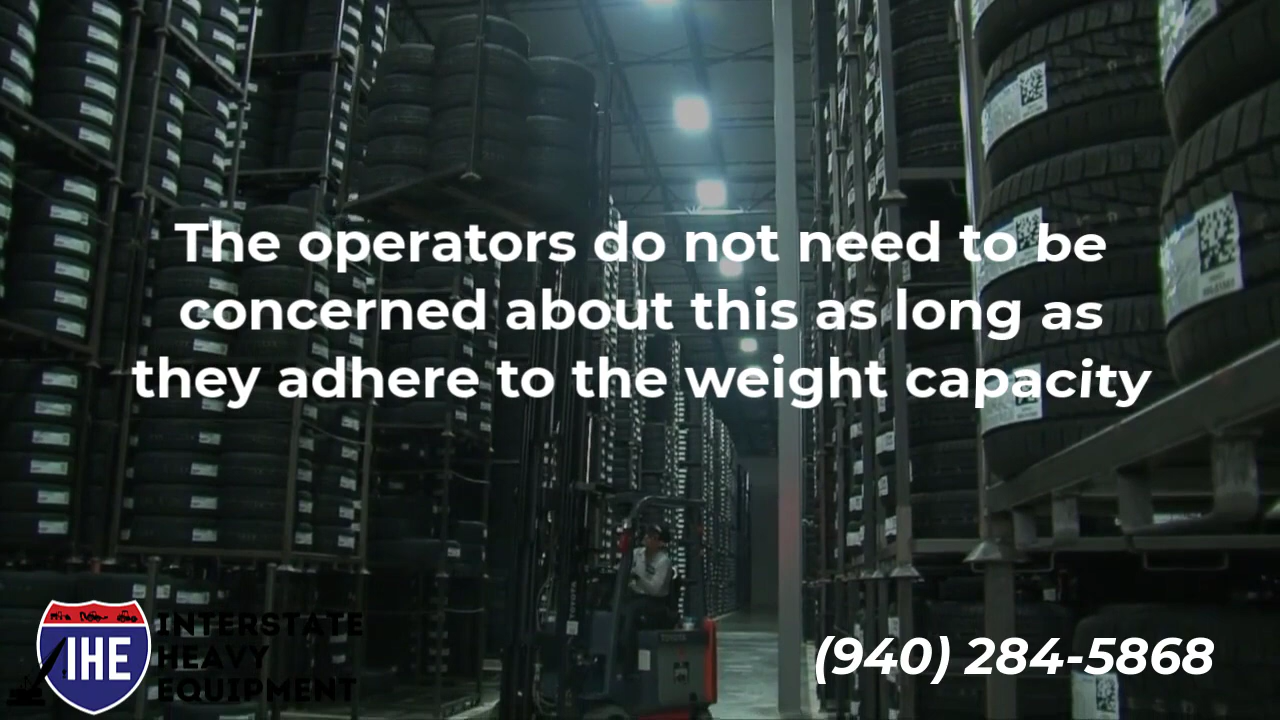 The operators do not need to be
concerned about this as long as
they adhere to the weight capacity
IHE
INTERSTATE
HEAVY
EQUIPMENT
(940) 284-5868
TOYOTA